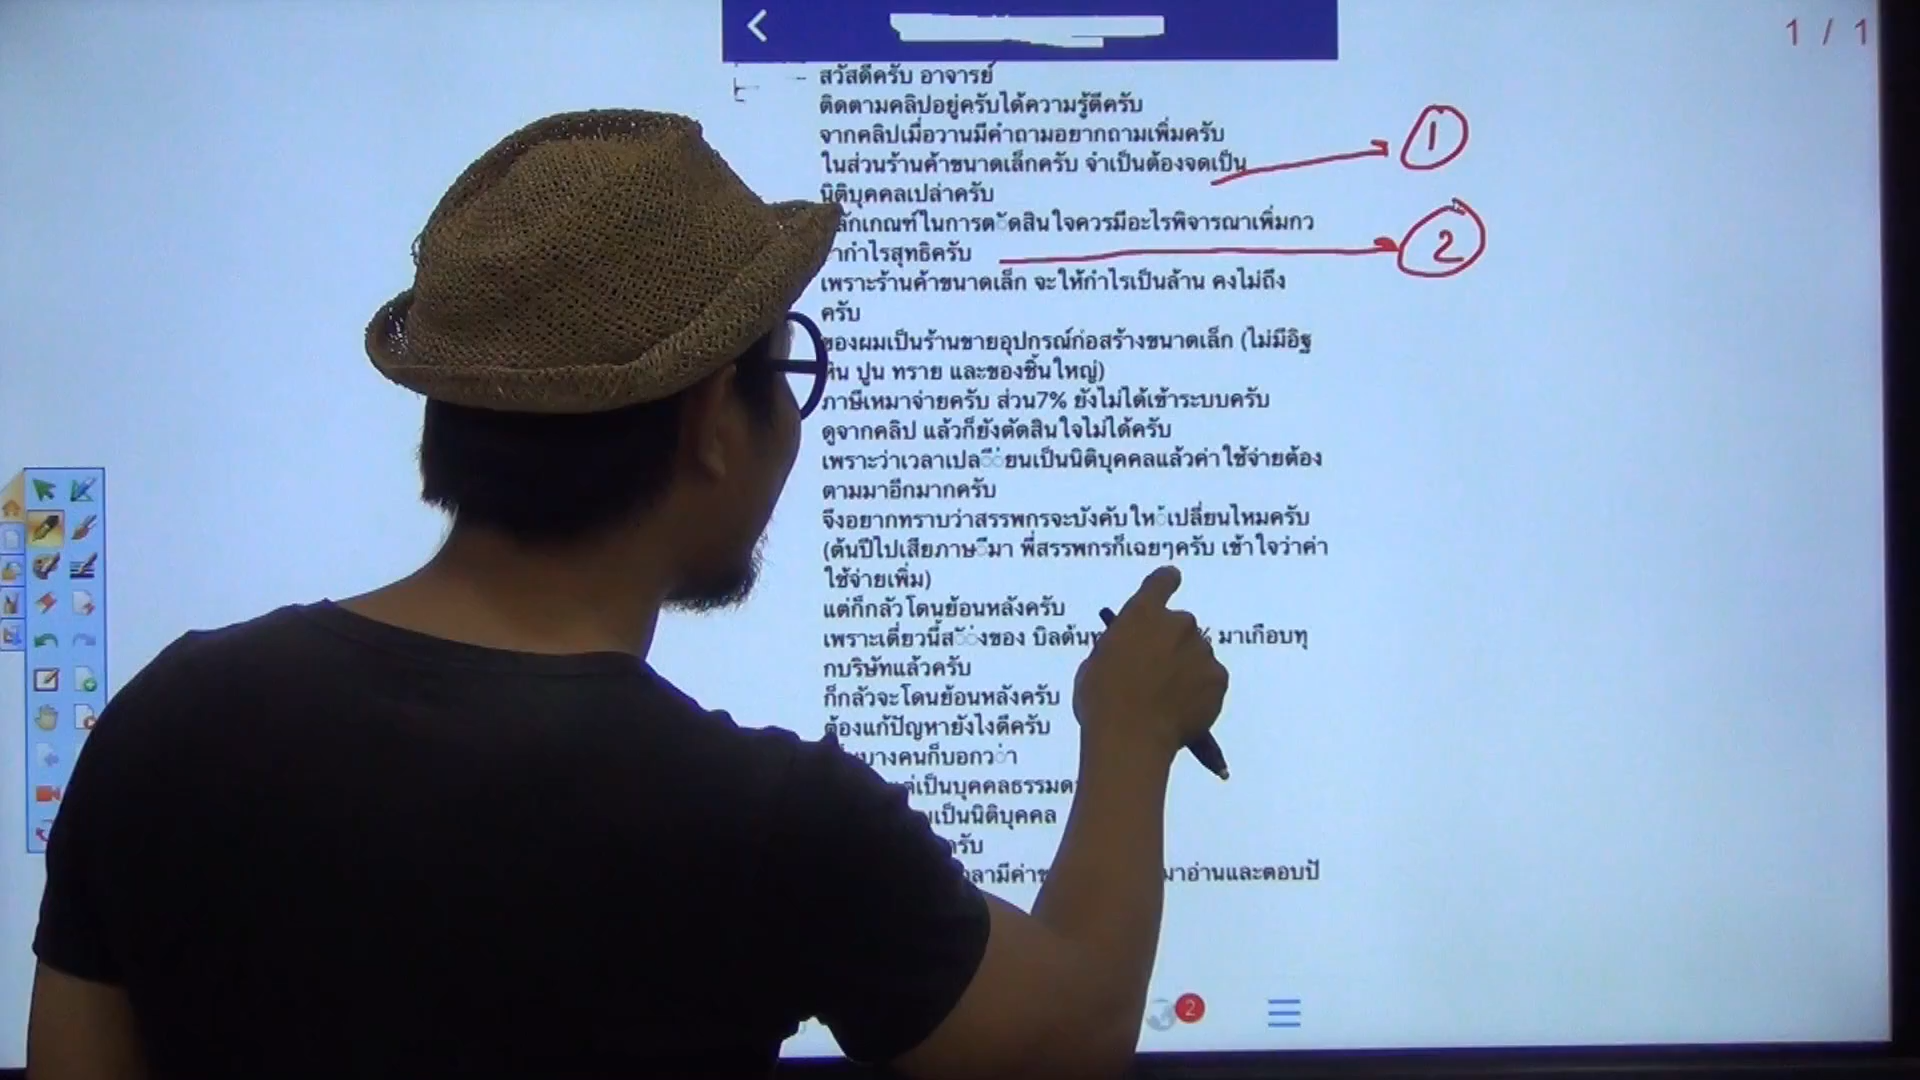 1 / 1
สวัสดีครับ อาจารย์
ติดตามคลิปอยู่ครับได้ความรู้ดีครับ
จากคลิปเมื่อวานมีคำถามอยากถามเพิ่มครับ
ในส่วนร้านค้าขนาดเล็กครับ จำเป็นต้องจดเป็น
1
นิติบุคคลเปล่าครับ
ลักเกณฑ์ในการตัดสินใจควรมีอะไรพิจารณาเพิ่มกว
ากำไรสุทธิครับ
2
เพราะร้านค้าขนาดเล็ก จะให้กำไรเป็นล้าน คงไม่ถึง
ครับ
ของผมเป็นร้านขายอุปกรณ์ก่อสร้างขนาดเล็ก (ไม่มีอิฐ
หิน ปูน ทราย และของชิ้นใหญ่)
ภาษีเหมาจ่ายครับ ส่วน7% ยังไม่ได้เข้าระบบครับ
ดูจากคลิป แล้วก็ยังตัดสินใจไม่ได้ครับ
เพราะว่าเวลาเปลี่ยนเป็นนิติบุคคลแล้วค่าใช้จ่ายต้อง
ตามมาอีกมากครับ
จึงอยากทราบว่าสรรพกรจะบังคับให้เปลี่ยนไหมครับ
(ต้นปีไปเสียภาษีมา พี่สรรพกรก็เฉยๆครับ เข้าใจว่าค่า
ใช้จ่ายเพิ่ม)
แต่ก็กลัวโดนย้อนหลังครับ
เพราะเดี่ยวนี้สั่งของ บิลต้นท % มาเกือบทุ
กบริษัทแล้วครับ
ก็กลัวจะโดนย้อนหลังครับ
ต้องแก้ปัญหายังไงดีครับ
บางคนก็บอกว่า
ต่เป็นบุคคลธรรมด
เป็นนิติบุคคล
ครับ
ลามีค่า มาอ่านและตอบปั
2